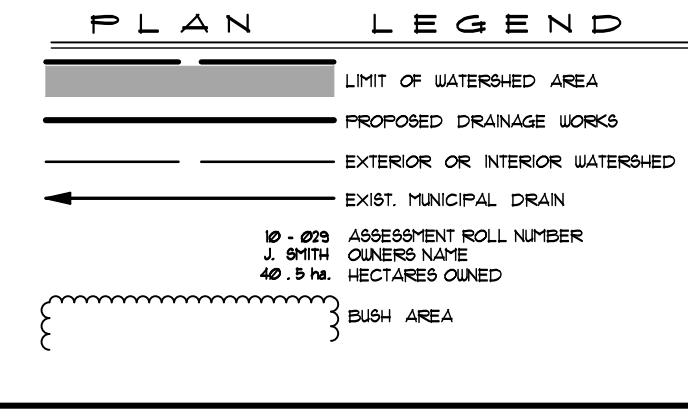 PLAN LEGEND
LIMIT OF WATERSHED AREA
PROPOSED DRAINAGE WORKS
EXTERIOR OR INTERIOR WATERSHED
EXIST. MUNICIPAL DRAIN
10 - 029 ASSESSMENT ROLL NUMBER
J. SMITH OWNERS NAME
40.5 ha. HECTARES OWNED
BUSH AREA